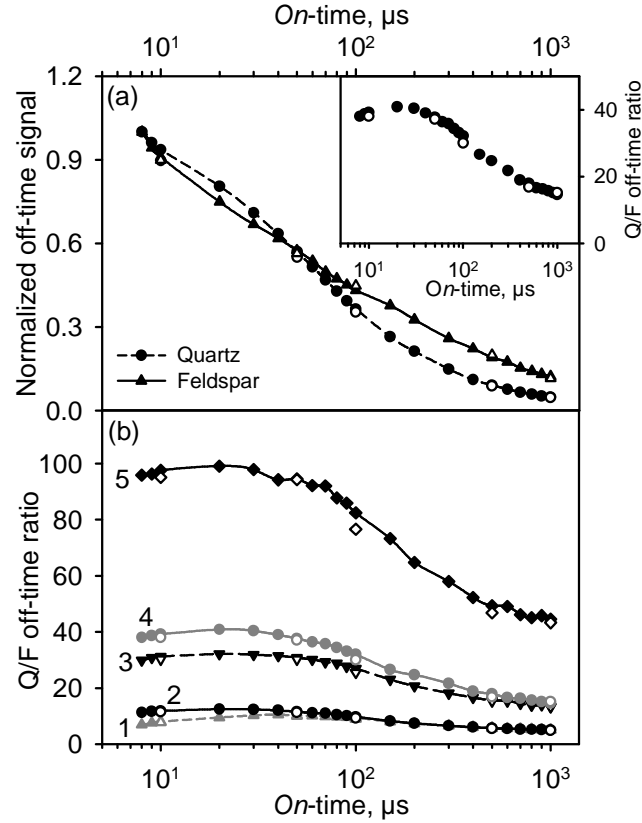 On-time, µs
10¹ 10² 10³
(a)
Normalized off-time signal
1.2
0.9
0.6
0.3
0.0
Quartz
Feldspar
Q/F off-time ratio
40
20
0
10¹ 10² 10³
On-time, µs
(b)
Q/F off-time ratio
100
80
60
40
20
0
5
4
3
2
1
10¹ 10² 10³
On-time, µs